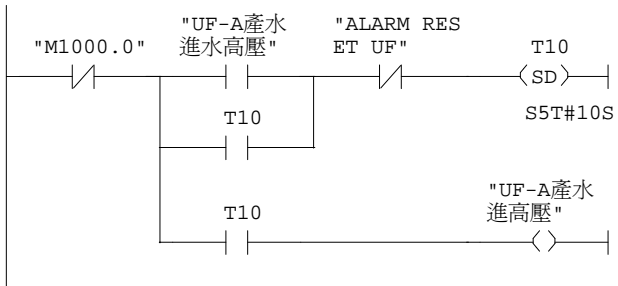 "UF-A產水
進水高壓"
"ALARM RES
ET UF"
"M1000.0"
T10
SD
S5T#10S
T10
T10
"UF-A產水
進高壓"